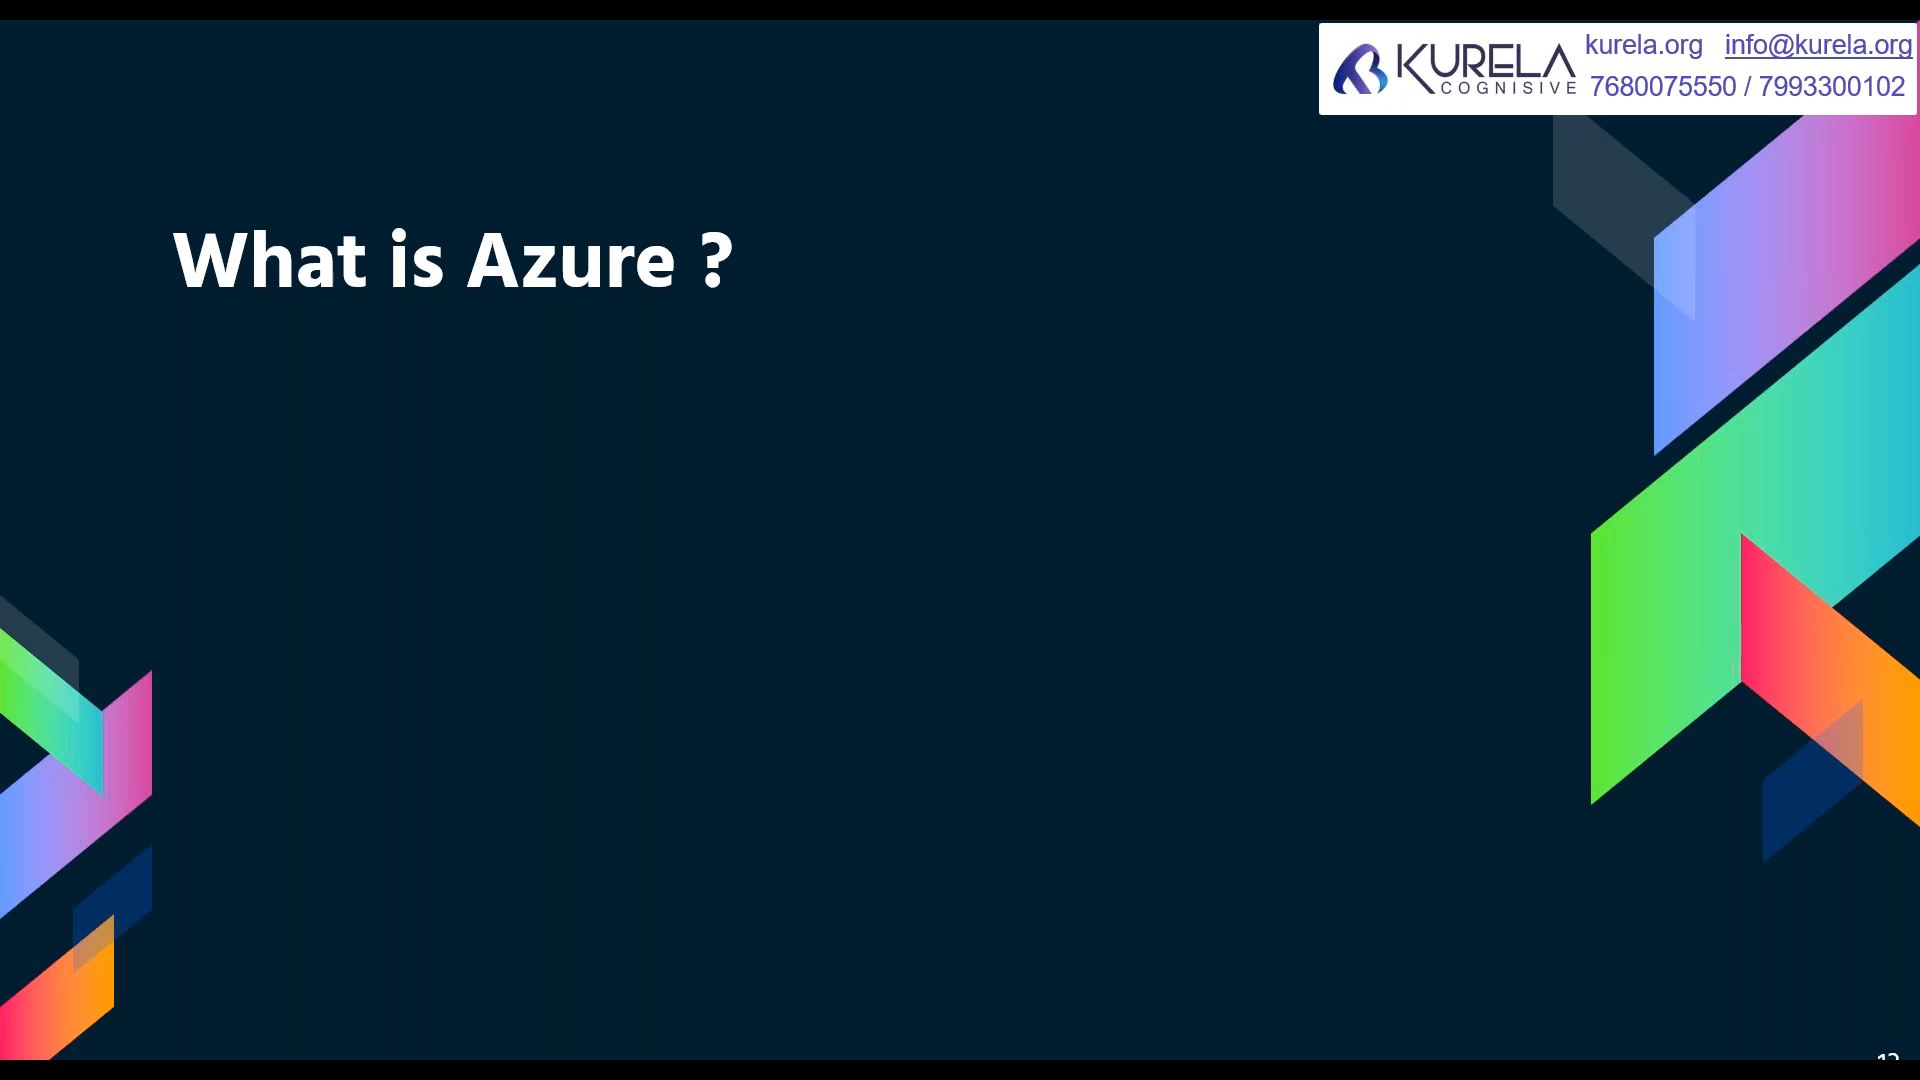 KURELA
COGNISIVE
kurela.org info@kurela.org
7680075550 / 7993300102
What is Azure ?